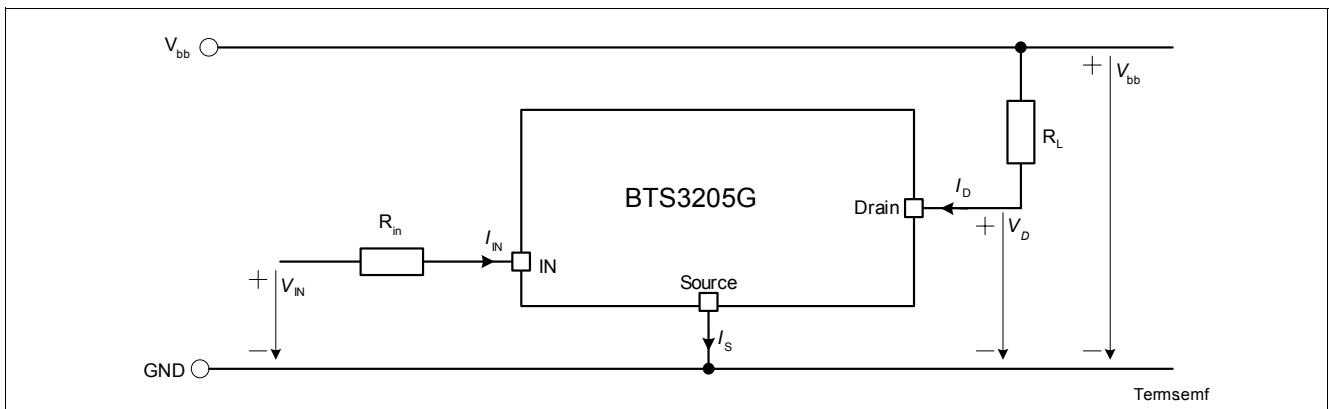 V_bb
+
V_bb
R_L
BTS3205G
I_D
Drain
+
V_D
R_in
I_IN
IN
+
V_IN
Source
I_S
−
−
−
GND
Termsemf